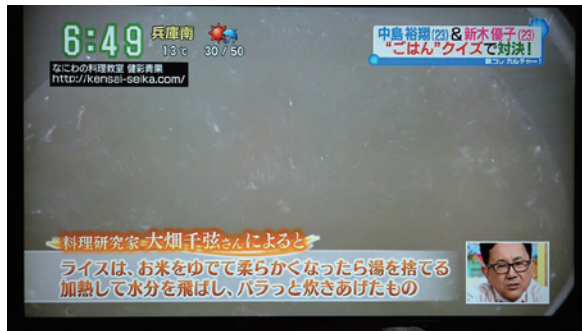 6:49
兵庫南
13℃ 30/50
中島裕翔(23)&新木優子(23)
"ごはん"クイズで対決!
なにわの料理教室 健彩青果
http://kensai-seika.com/
料理研究家 大畑千弦さんによると
ライスは、お米をゆでて柔らかくなったら湯を捨てる
加熱して水分を飛ばし、パラっと炊きあげたもの